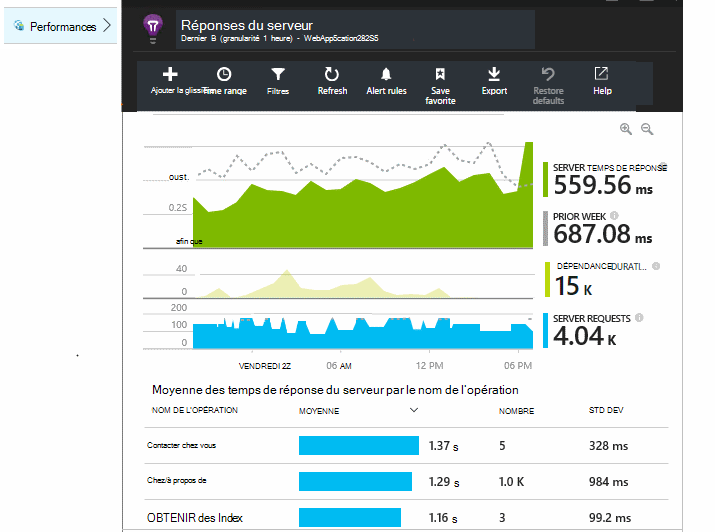 Performances
Réponses du serveur
Dernier B (granularité 1 heure) - WebApp5cation282S5
Ajouter la glissière Time range Filtres Refresh Alert rules Save favorite Export Restore defaults Help
oust.
0.2S
afin que
SERVER TEMPS DE RÉPONSE
559.56 ms
PRIOR WEEK
687.08 ms
40
0
DÉPENDANCE DURATI...
15 K
200
100
0
SERVER REQUESTS
4.04 K
VENDREDI 2Z 06 AM 12 PM 06 PM
Moyenne des temps de réponse du serveur par le nom de l'opération
NOM DE L'OPÉRATION MOYENNE NOMBRE STD DEV
Contacter chez vous 1.37 s 5 328 ms
Chez/à propos de 1.29 s 1.0 K 984 ms
OBTENIR des Index 1.16 s 3 99.2 ms